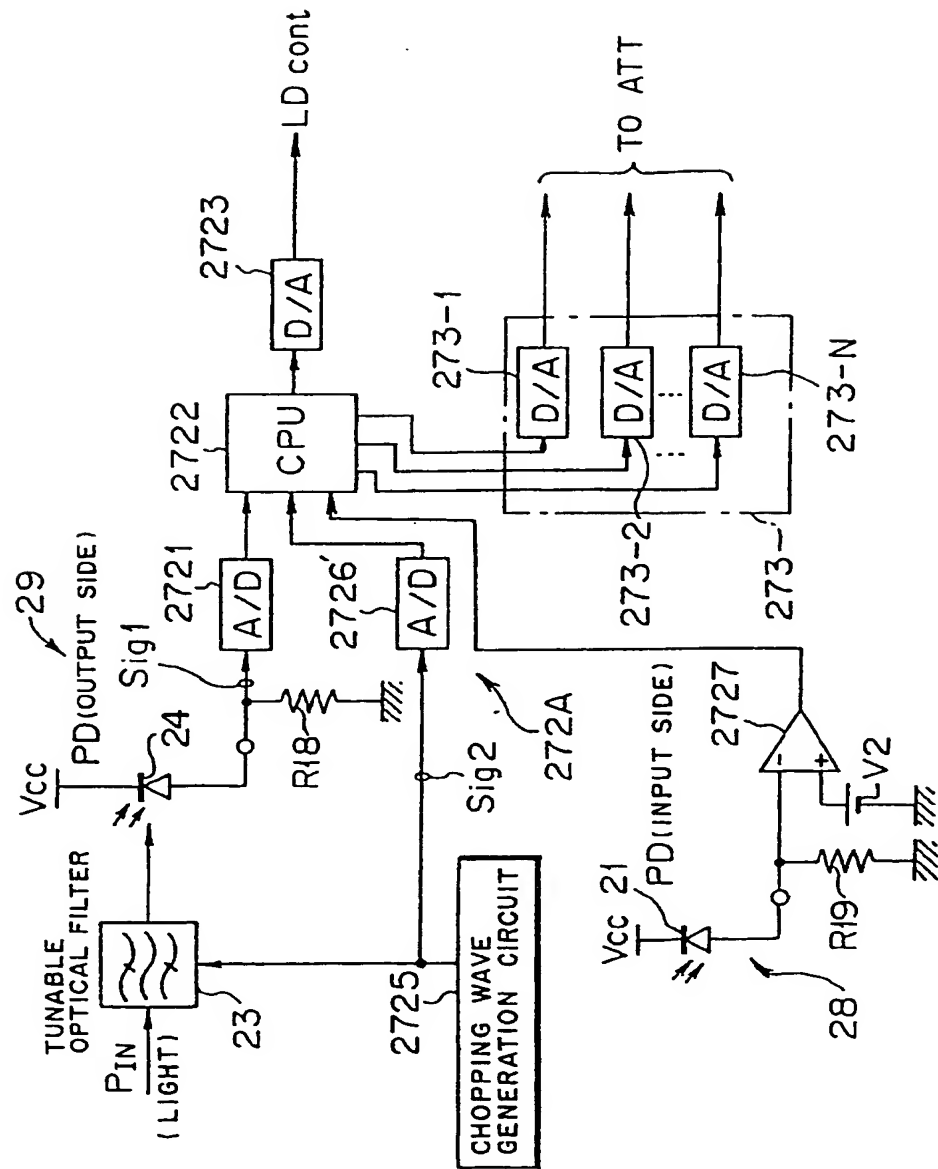 TUNABLE
OPTICAL FILTER
PIN
(LIGHT)
23
Vcc
24
PD(OUTPUT SIDE)
29
Sig1
R18
2721
A/D
2722
CPU
2723
D/A
LD cont
2726'
A/D
Sig2
272A
2725
CHOPPING WAVE
GENERATION CIRCUIT
273-1
D/A
D/A
....
....
D/A
273-2
273-N
273
TO ATT
Vcc
21
PD(INPUT SIDE)
28
R19
-
+
2727
V2